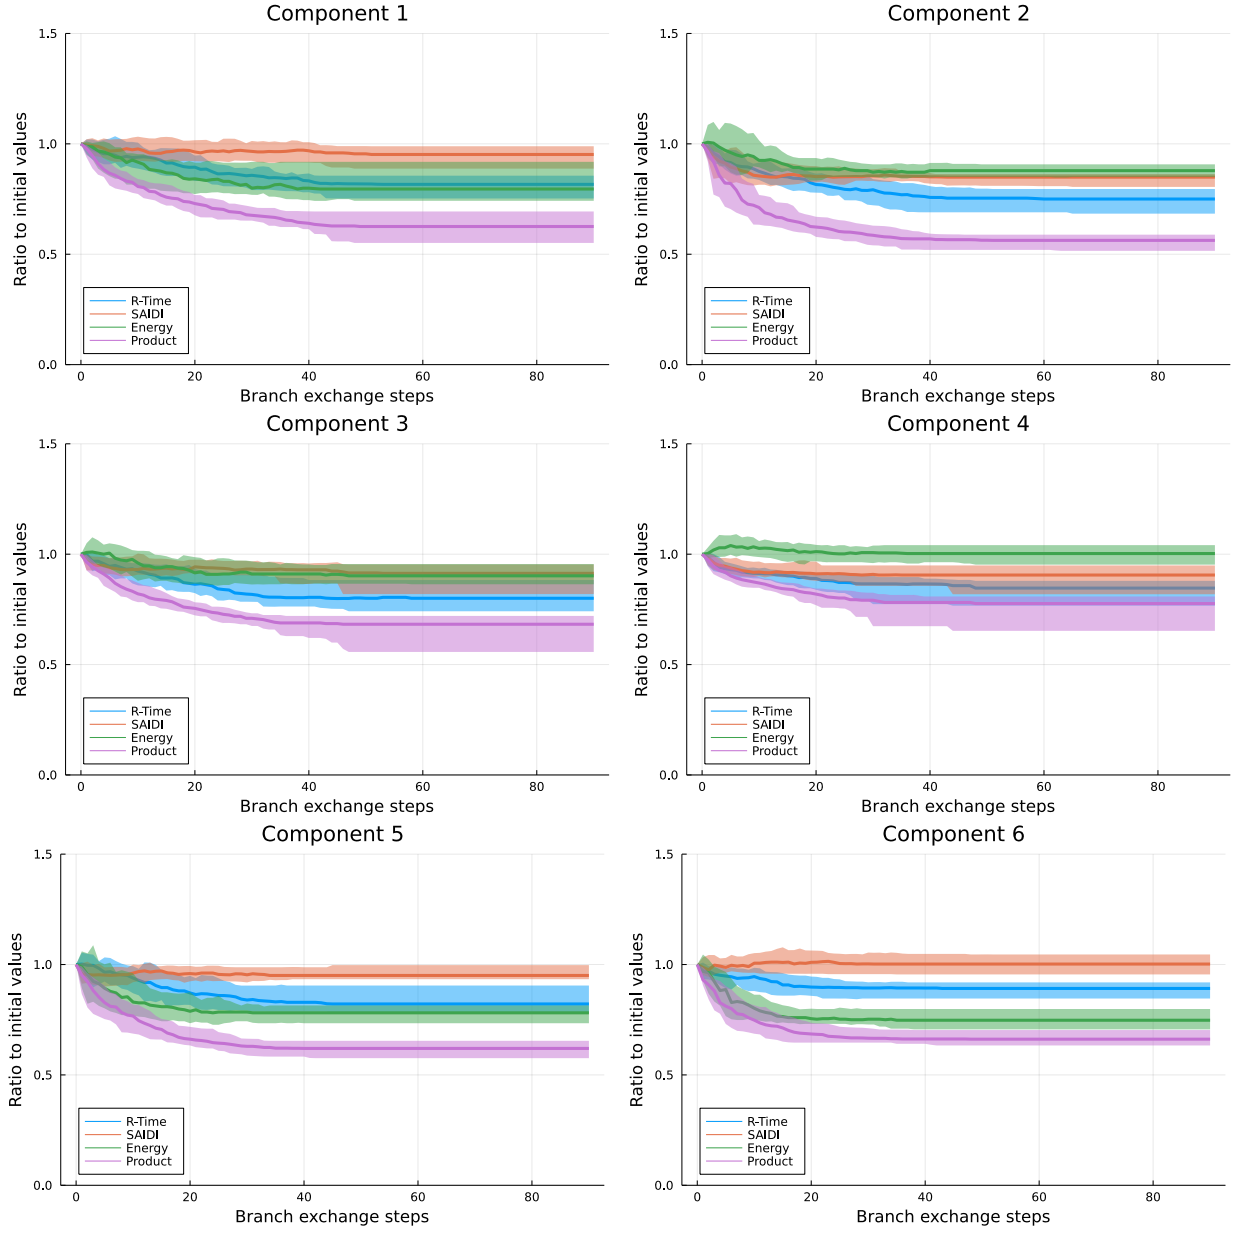 Component 1
1.5
1.0
0.5
0.0
Ratio to initial values
R-Time
SAIDI
Energy
Product
0 20 40 60 80
Branch exchange steps
Component 2
1.5
1.0
0.5
0.0
Ratio to initial values
R-Time
SAIDI
Energy
Product
0 20 40 60 80
Branch exchange steps
Component 3
1.5
1.0
0.5
0.0
Ratio to initial values
R-Time
SAIDI
Energy
Product
0 20 40 60 80
Branch exchange steps
Component 4
1.5
1.0
0.5
0.0
Ratio to initial values
R-Time
SAIDI
Energy
Product
0 20 40 60 80
Branch exchange steps
Component 5
1.5
1.0
0.5
0.0
Ratio to initial values
R-Time
SAIDI
Energy
Product
0 20 40 60 80
Branch exchange steps
Component 6
1.5
1.0
0.5
0.0
Ratio to initial values
R-Time
SAIDI
Energy
Product
0 20 40 60 80
Branch exchange steps